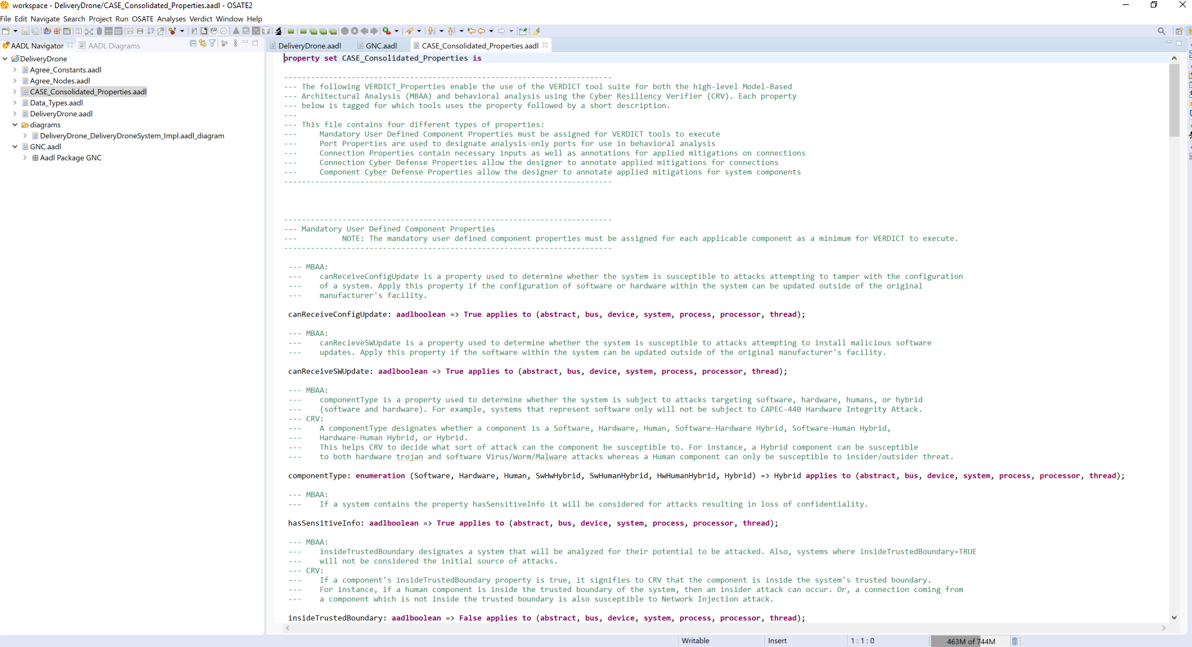 workspace - DeliveryDrone/CASE_Consolidated_Properties.aadl - OSATE2
File Edit Navigate Search Project Run OSATE Analyses Verdict Window Help
AADL Navigator
AADL Diagrams
DeliveryDrone
Agree_Constants.aadl
Agree_Nodes.aadl
CASE_Consolidated_Properties.aadl
Data_Types.aadl
DeliveryDrone.aadl
diagrams
DeliveryDrone_DeliveryDroneSystem_Impl.aadl_diagram
GNC.aadl
Aadl Package GNC
DeliveryDrone.aadl
GNC.aadl
CASE_Consolidated_Properties.aadl
property set CASE_Consolidated_Properties is
--------------------------------------------------------------------------
--- The following VERDICT_Properties enable the use of the VERDICT tool suite for both the high-level Model-Based
--- Architectural Analysis (MBAA) and behavioral analysis using the Cyber Resiliency Verifier (CRV). Each property
--- below is tagged for which tools uses the property followed by a short description.
---
--- This file contains four different types of properties:
--- Mandatory User Defined Component Properties must be assigned for VERDICT tools to execute
--- Port Properties are used to designate analysis-only ports for use in behavioral analysis
--- Connection Properties contain necessary inputs as well as annotations for applied mitigations on connections
--- Connection Cyber Defense Properties allow the designer to annotate applied mitigations for connections
--- Component Cyber Defense Properties allow the designer to annotate applied mitigations for system components
--------------------------------------------------------------------------
--------------------------------------------------------------------------
--- Mandatory User Defined Component Properties
--- NOTE: The mandatory user defined component properties must be assigned for each applicable component as a minimum for VERDICT to execute.
--------------------------------------------------------------------------
--- MBAA:
--- canReceiveConfigUpdate is a property used to determine whether the system is susceptible to attacks attempting to tamper with the configuration
--- of a system. Apply this property if the configuration of software or hardware within the system can be updated outside of the original
--- manufacturer's facility.
canReceiveConfigUpdate: aadlboolean => True applies to (abstract, bus, device, system, process, processor, thread);
--- MBAA:
--- canRecieveSWUpdate is a property used to determine whether the system is susceptible to attacks attempting to install malicious software
--- updates. Apply this property if the software within the system can be updated outside of the original manufacturer's facility.
canReceiveSWUpdate: aadlboolean => True applies to (abstract, bus, device, system, process, processor, thread);
--- MBAA:
--- componentType is a property used to determine whether the system is subject to attacks targeting software, hardware, humans, or hybrid
--- (software and hardware). For example, systems that represent software only will not be subject to CAPEC-440 Hardware Integrity Attack.
--- CRV:
--- A componentType designates whether a component is a Software, Hardware, Human, Software-Hardware Hybrid, Software-Human Hybrid,
--- Hardware-Human Hybrid, or Hybrid.
--- This helps CRV to decide what sort of attack can the component be susceptible to. For instance, a Hybrid component can be susceptible
--- to both hardware trojan and software Virus/Worm/Malware attacks whereas a Human component can only be susceptible to insider/outsider threat.
componentType: enumeration (Software, Hardware, Human, SwHwHybrid, SwHumanHybrid, HwHumanHybrid, Hybrid) => Hybrid applies to (abstract, bus, device, system, process, processor, thread);
--- MBAA:
--- If a system contains the property hasSensitiveInfo it will be considered for attacks resulting in loss of confidentiality.
hasSensitiveInfo: aadlboolean => True applies to (abstract, bus, device, system, process, processor, thread);
--- MBAA:
--- insideTrustedBoundary designates a system that will be analyzed for their potential to be attacked. Also, systems where insideTrustedBoundary=TRUE
--- will not be considered the initial source of attacks.
--- CRV:
--- If a component's insideTrustedBoundary property is true, it signifies to CRV that the component is inside the system's trusted boundary.
--- For instance, if a human component is inside the trusted boundary of the system, then an insider attack can occur. Or, a connection coming from
--- a component which is not inside the trusted boundary is also susceptible to Network Injection attack.
insideTrustedBoundary: aadlboolean => False applies to (abstract, bus, device, system, process, processor, thread);
Writable
Insert
1 : 1 : 0
463M of 744M